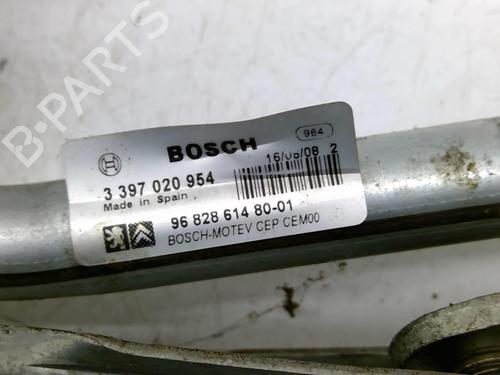 BOSCH
964
16/05/08 2
3 397 020 954
Made in Spain
96 828 614 80-01
BOSCH-MOTEV CEP CEM00
B-PARTS